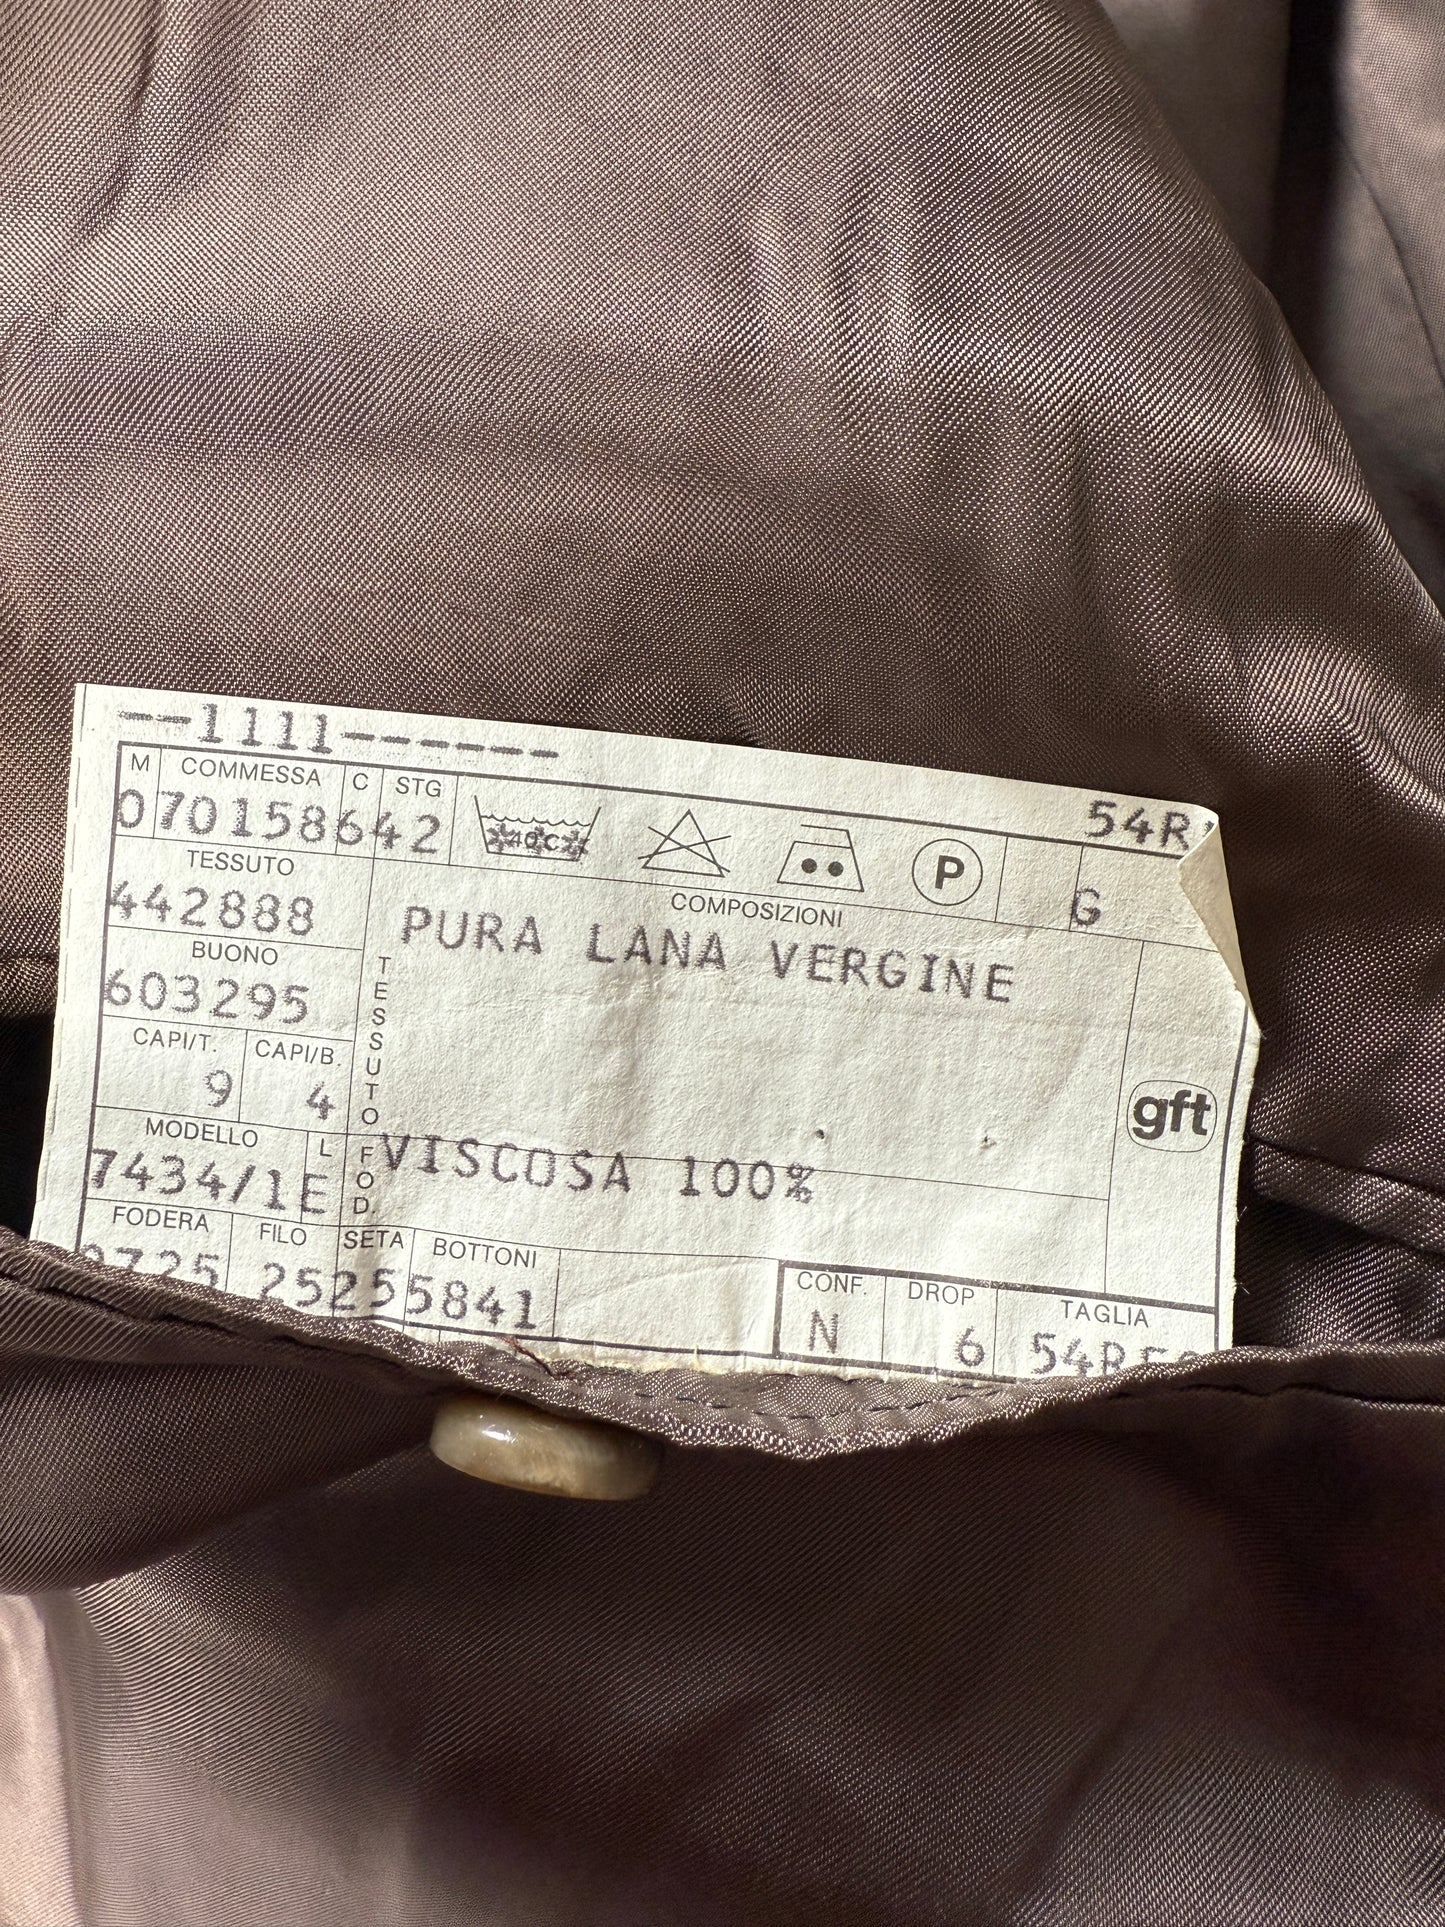 --1111------
54R
M COMMESSA C STG
070158642
P
G
TESSUTO
442888
COMPOSIZIONI
PURA LANA VERGINE
BUONO
603295
TESSUTO
CAPI/T. CAPI/B.
9 4
gft
MODELLO L
7434/1E
FOD.
VISCOSA 100%
FODERA FILO SETA BOTTONI
25255841
CONF. DROP TAGLIA
N 6 54R